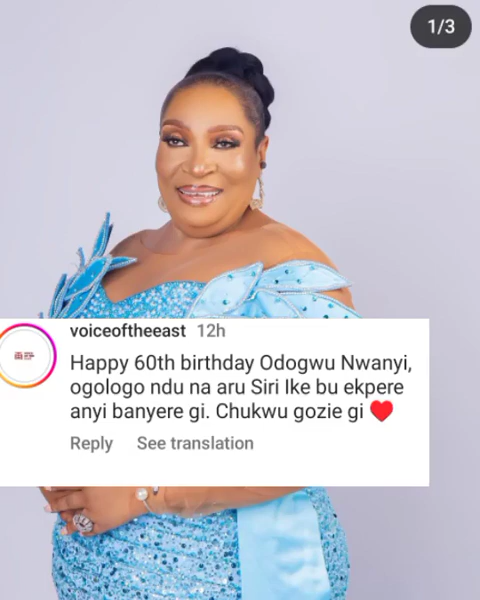 1/3
voiceoftheeast 12h
Happy 60th birthday Odogwu Nwanyi,
ogologo ndu na aru Siri Ike bu ekpere
anyi banyere gi. Chukwu gozie gi ❤️
Reply See translation